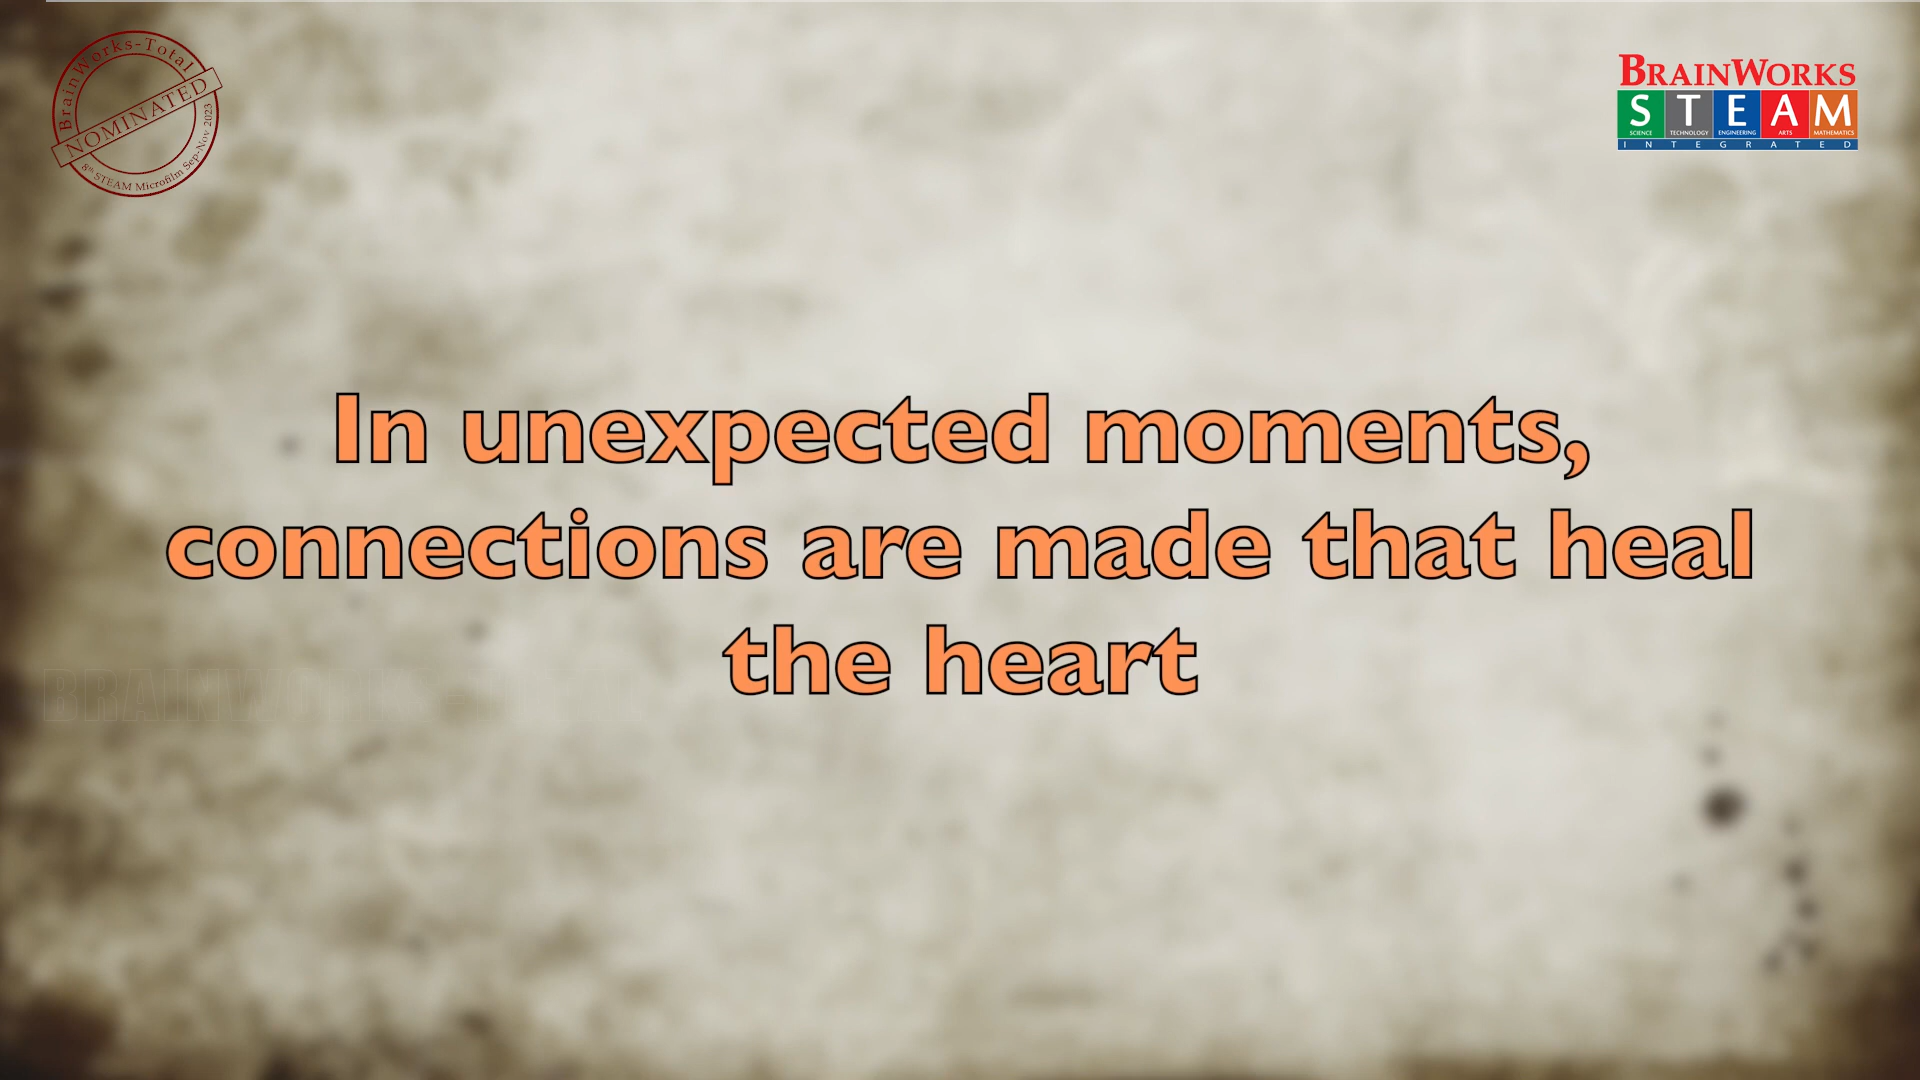 BrainWorks-Total
NOMINATED
8th STEAM Microfilm Sep-Nov 2023
BRAINWORKS
STEAM
SCIENCE TECHNOLOGY ENGINEERING ARTS MATHEMATICS
INTEGRATED
In unexpected moments,
connections are made that heal
the heart